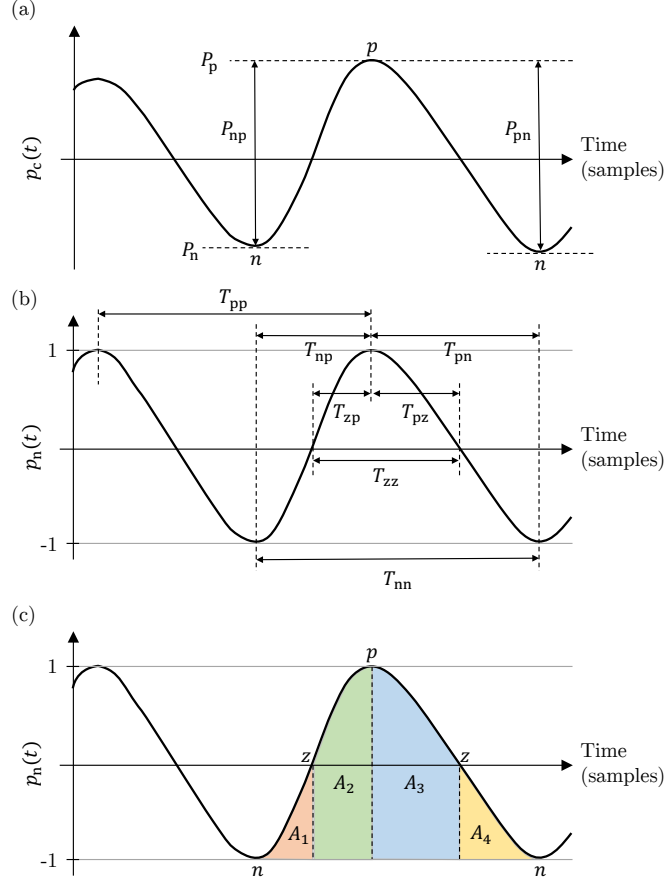 (a)
p
P_p
P_np
P_pn
p_c(t)
Time
(samples)
P_n
n
n
(b)
T_pp
1
T_np
T_pn
T_zp
T_pz
p_n(t)
Time
(samples)
T_zz
-1
T_nn
(c)
p
1
z
z
p_n(t)
Time
(samples)
A_2
A_3
A_1
A_4
-1
n
n